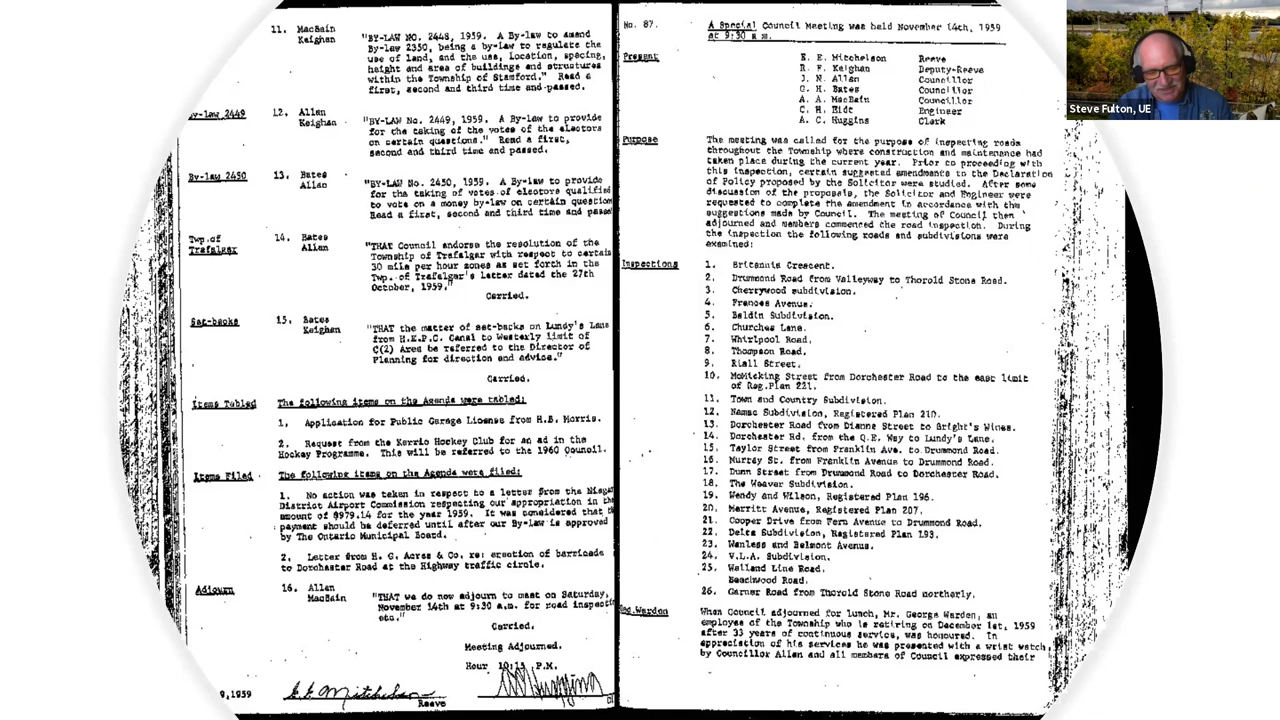 11. MacBain
Keighan
"BY-LAW NO. 2448, 1959. A By-law to amend
By-law 2350, being a by-law to regulate the
use of land, and the use, location, spacing,
height and area of buildings and structures
within the Township of Stamford." Read a
first, second and third time and passed.
By-law 2449
12. Allan
Keighan
"BY-LAW No. 2449, 1959. A By-law to provide
for the taking of the votes of the electors
on certain questions." Read a first,
second and third time and passed.
By-law 2450
13. Bates
Allan
"BY-LAW No. 2450, 1959. A By-law to provide
for the taking of votes of electors qualified
to vote on a money by-law on certain question
Read a first, second and third time and passe
Twp.of
Trafalgar
14. Bates
Allan
"THAT Council endorse the resolution of the
Township of Trafalgar with respect to certain
30 mile per hour zones as set forth in the
Twp. of Trafalgar's letter dated the 27th
October, 1959."
Carried.
Set-backs
15. Bates
Keighan
"THAT the matter of set-backs on Lundy's Lane
from H.E.P.C. Canal to Westerly limit of
C(2) Area be referred to the Director of
Planning for direction and advice."
Carried.
Items Tabled
The following items on the Agenda were tabled:
1. Application for Public Garage License from H.B. Morris.
2. Request from the Kerrio Hockey Club for an ad in the
Hockey Programme. This will be referred to the 1960 Council.
Items Filed
The following items on the Agenda were filed:
1. No action was taken in respect to a letter from the Niagar
District Airport Commission respecting our appropriation in the
amount of $979.14 for the year 1959. It was considered that
payment should be deferred until after our By-law is approved
by The Ontario Municipal Board.
2. Letter from H. G. Acres & Co. re: erection of barricade
to Dorchester Road at the Highway traffic circle.
Adjourn
16. Allan
MacBain
"THAT we do now adjourn to meet on Saturday,
November 14th at 9:30 a.m. for road inspecti
etc."
Carried.
Meeting Adjourned.
Hour 10:15 P.M.
9,1959
Reeve
No. 87.
A Special Council Meeting was held November 14th, 1959
at 9:30 a.m.
Present
E. E. Mitchelson Reeve
R. F. Keighan Deputy-Reeve
J. N. Allan Councillor
G. H. Bates Councillor
A. A. MacBain Councillor
C. H. Eidt Engineer
A. C. Huggins Clerk
Purpose
The meeting was called for the purpose of inspecting roads
throughout the Township where construction and maintenance had
taken place during the current year. Prior to proceeding with
this inspection, certain suggested amendments to the Declaration
of Policy proposed by the Solicitor were studied. After some
discussion of the proposals, the Solicitor and Engineer were
requested to complete the amendment in accordance with the
suggestions made by Council. The meeting of Council then
adjourned and members commenced the road inspection. During
the inspection the following roads and subdivisions were
examined:
Inspections
1. Britannia Crescent.
2. Drummond Road from Valleyway to Thorold Stone Road.
3. Cherrywood subdivision.
4. Frances Avenue.
5. Baldin Subdivision.
6. Churches Lane.
7. Whirlpool Road.
8. Thompson Road.
9. Riall Street.
10. McMicking Street from Dorchester Road to the east limit
of Reg.Plan 221.
11. Town and Country Subdivision.
12. Namac Subdivision, Registered Plan 210.
13. Dorchester Road from Dianne Street to Bright's Wines.
14. Dorchester Rd. from the Q.E. Way to Lundy's Lane.
15. Taylor Street from Franklin Ave. to Drummond Road.
16. Murray St. from Franklin Avenue to Drummond Road.
17. Dunn Street from Drummond Road to Dorchester Road.
18. The Weaver Subdivision.
19. Wendy and Wilson, Registered Plan 196.
20. Merritt Avenue, Registered Plan 207.
21. Cooper Drive from Fern Avenue to Drummond Road.
22. Delta Subdivision, Registered Plan 193.
23. Wanless and Belmont Avenue.
24. V.L.A. Subdivision.
25. Welland Line Road.
Beechwood Road.
26. Garner Road from Thorold Stone Road northerly.
Geo.Warden
When Council adjourned for lunch, Mr. George Warden, an
employee of the Township who is retiring on December 1st, 1959
after 33 years of continuous service, was honoured. In
appreciation of his services he was presented with a wrist watch
by Councillor Allan and all members of Council expressed their
Steve Fulton, UE